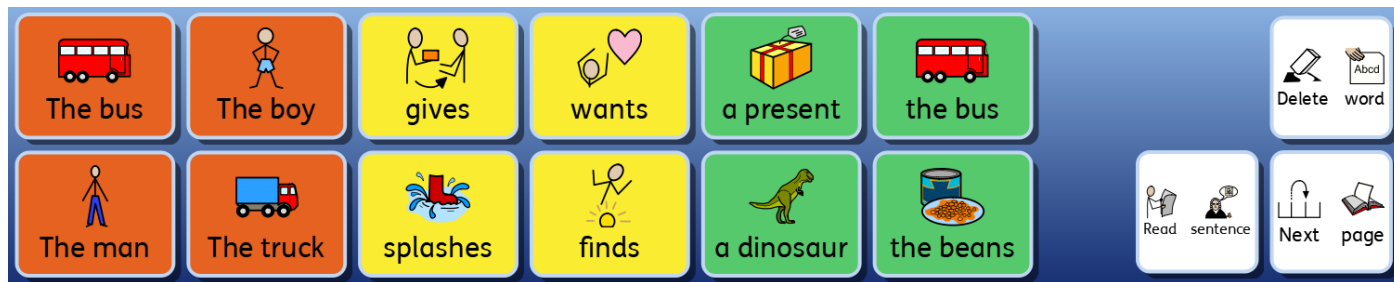 The bus The boy gives wants a present the bus
Abcd
Delete word
The man The truck splashes finds a dinosaur the beans
Read sentence Next page